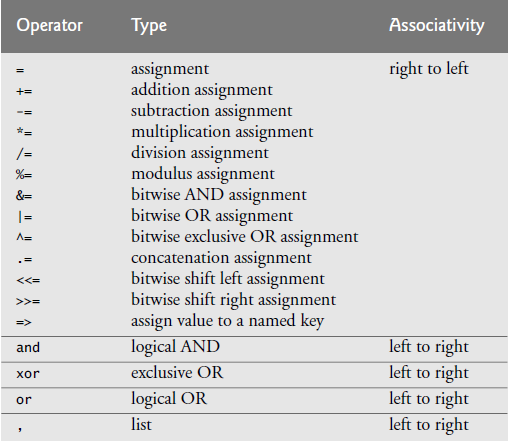 Operator Type Associativity
= assignment right to left
+= addition assignment
-= subtraction assignment
*= multiplication assignment
/= division assignment
%= modulus assignment
&= bitwise AND assignment
|= bitwise OR assignment
^= bitwise exclusive OR assignment
.= concatenation assignment
<<= bitwise shift left assignment
>>= bitwise shift right assignment
=> assign value to a named key
and logical AND left to right
xor exclusive OR left to right
or logical OR left to right
, list left to right